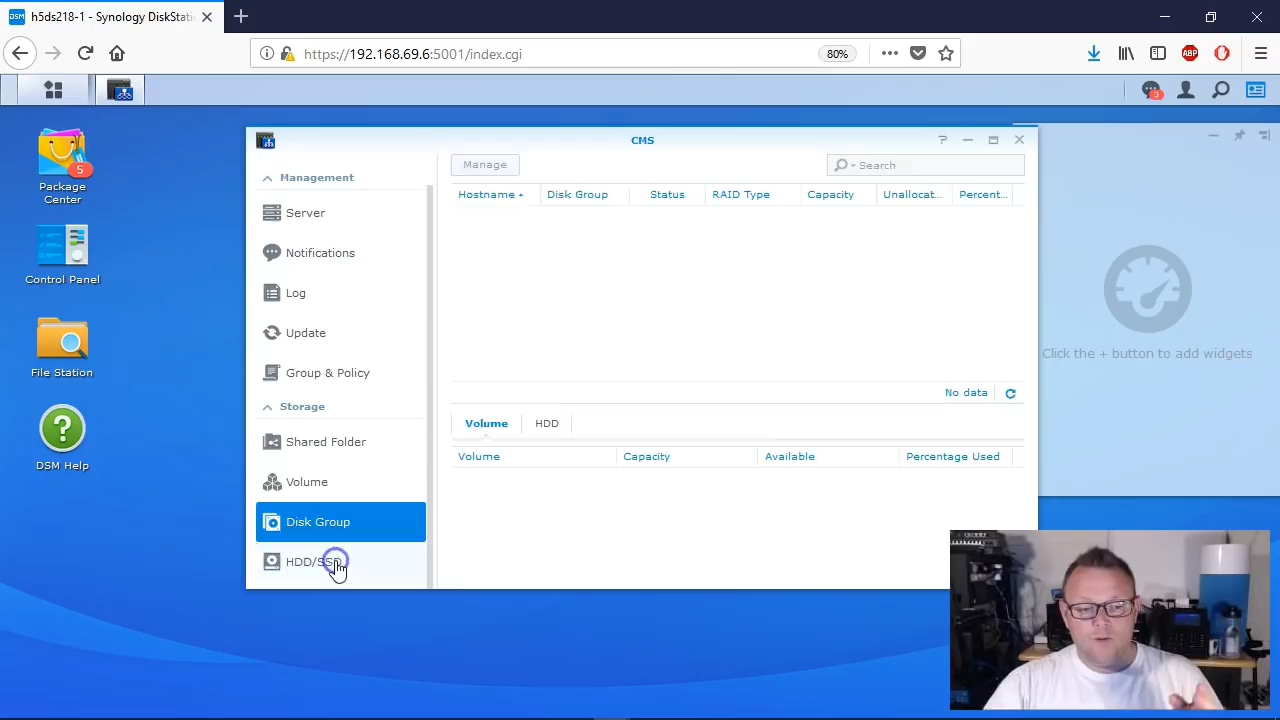 DSM h5ds218-1 - Synology DiskStati
https://192.168.69.6:5001/index.cgi
80%
ABP
3
CMS
5
Package
Center
Control Panel
File Station
DSM Help
Management
Server
Notifications
Log
Update
Group & Policy
Storage
Shared Folder
Volume
Disk Group
HDD/SSD
Manage
Search
Hostname Disk Group Status RAID Type Capacity Unallocat... Percent...
No data
Volume HDD
Volume Capacity Available Percentage Used
Click the + button to add widgets